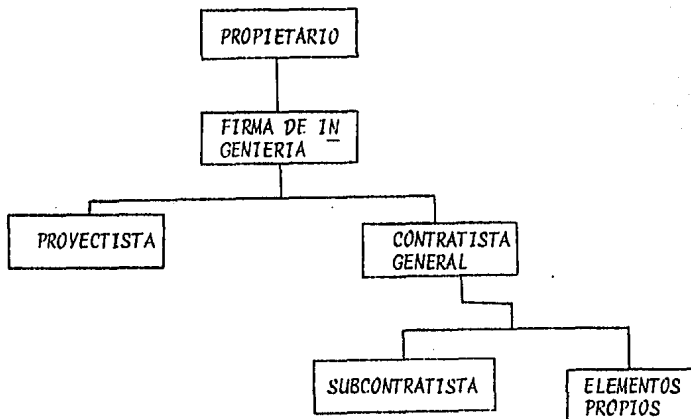 PROPIETARIO
FIRMA DE IN
GENIERIA
PROYECTISTA
CONTRATISTA
GENERAL
SUBCONTRATISTA
ELEMENTOS
PROPIOS